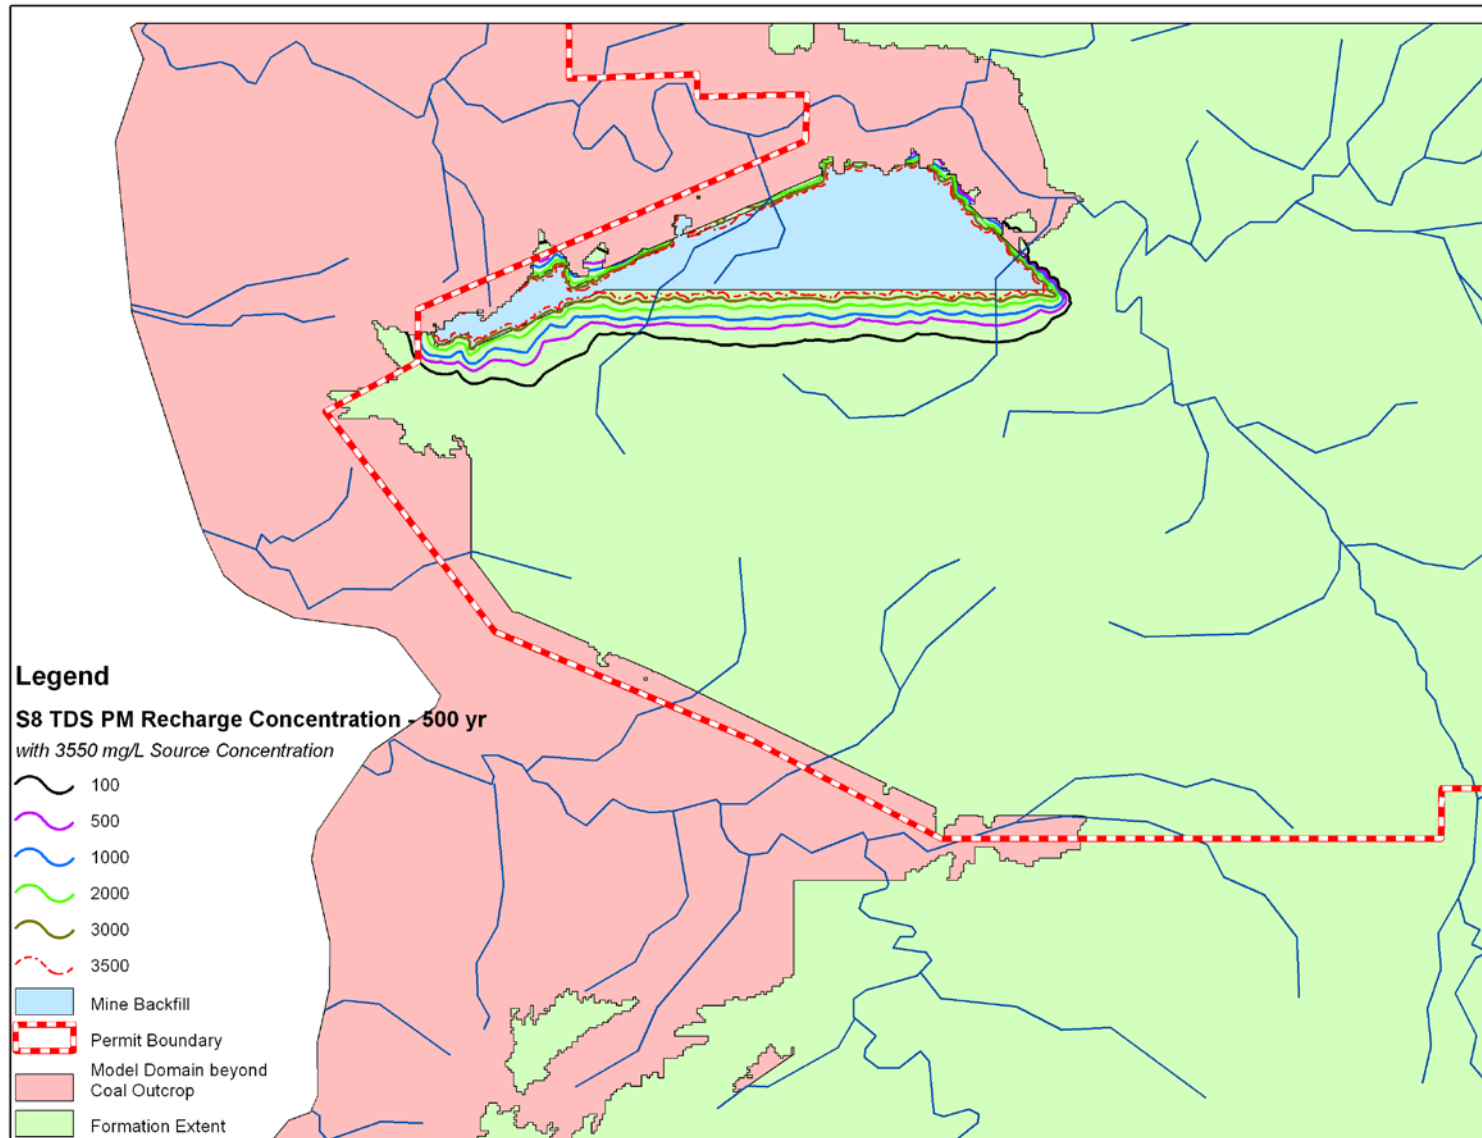 Legend
S8 TDS PM Recharge Concentration - 500 yr
with 3550 mg/L Source Concentration
100
500
1000
2000
3000
3500
Mine Backfill
Permit Boundary
Model Domain beyond
Coal Outcrop
Formation Extent